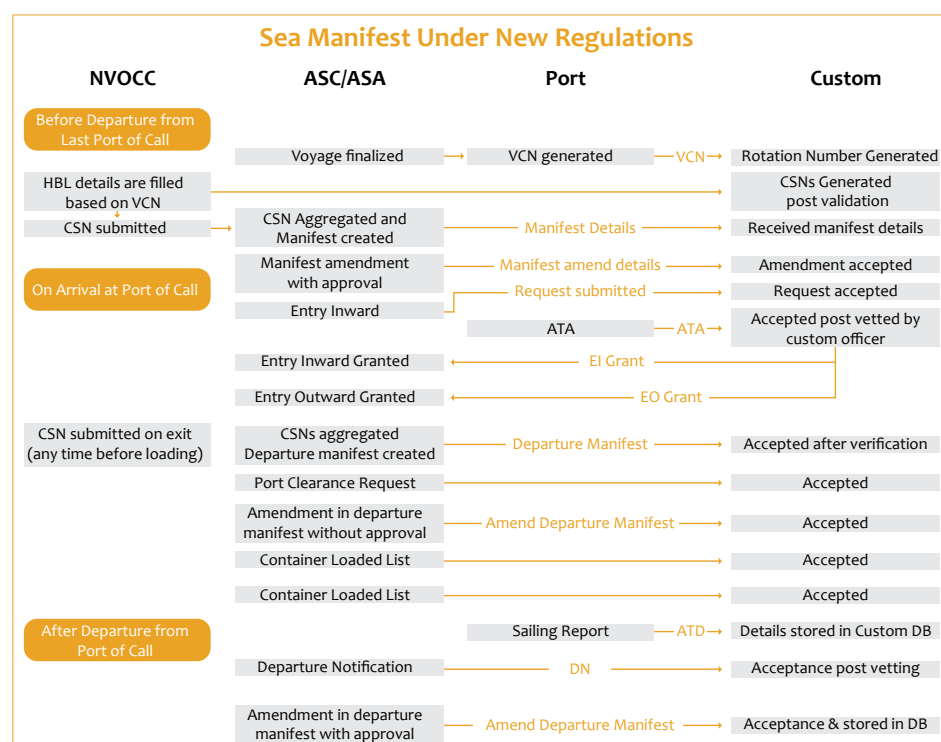 Sea Manifest Under New Regulations
NVOCC
ASC/ASA
Port
Custom
Before Departure from
Last Port of Call
Voyage finalized
VCN generated
VCN
Rotation Number Generated
HBL details are filled
based on VCN
CSNs Generated
post validation
CSN submitted
CSN Aggregated and
Manifest created
Manifest Details
Received manifest details
Manifest amendment
with approval
Manifest amend details
Amendment accepted
On Arrival at Port of Call
Entry Inward
Request submitted
Request accepted
ATA
ATA
Accepted post vetted by
custom officer
Entry Inward Granted
EI Grant
Entry Outward Granted
EO Grant
CSN submitted on exit
(any time before loading)
CSNs aggregated
Departure manifest created
Departure Manifest
Accepted after verification
Port Clearance Request
Accepted
Amendment in departure
manifest without approval
Amend Departure Manifest
Accepted
Container Loaded List
Accepted
Container Loaded List
Accepted
After Departure from
Port of Call
Sailing Report
ATD
Details stored in Custom DB
Departure Notification
DN
Acceptance post vetting
Amendment in departure
manifest with approval
Amend Departure Manifest
Acceptance & stored in DB